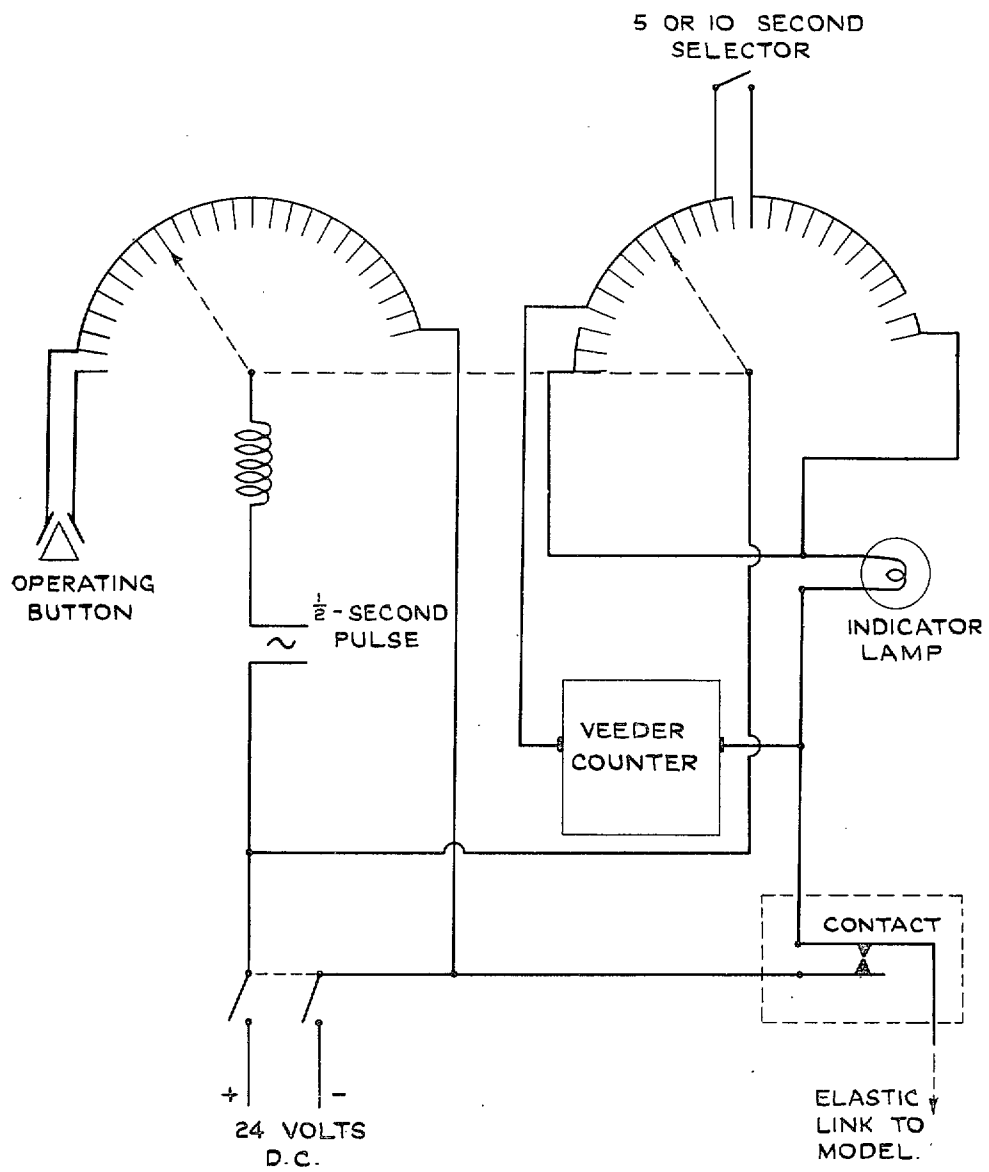 5 OR 10 SECOND
SELECTOR
OPERATING
BUTTON
½-SECOND
PULSE
~
INDICATOR
LAMP
VEEDER
COUNTER
CONTACT
+ -
24 VOLTS
D.C.
ELASTIC
LINK TO
MODEL.